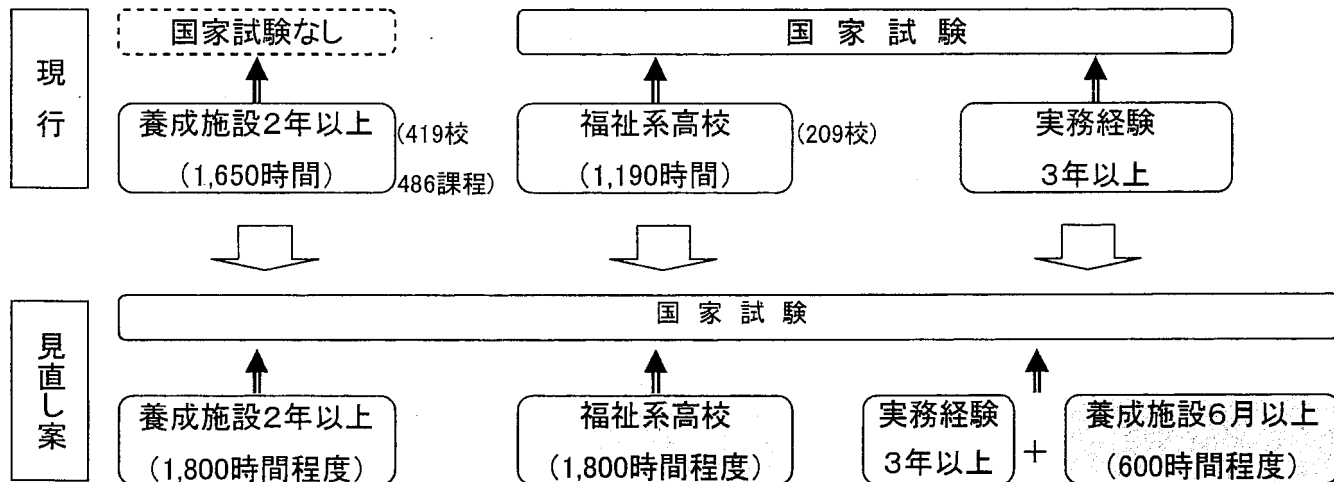 現行
国家試験なし
国家試験
養成施設2年以上
(1,650時間)
(419校
486課程)
福祉系高校
(1,190時間)
(209校)
実務経験
3年以上
見直し案
国家試験
養成施設2年以上
(1,800時間程度)
福祉系高校
(1,800時間程度)
実務経験
3年以上
+
養成施設6月以上
(600時間程度)